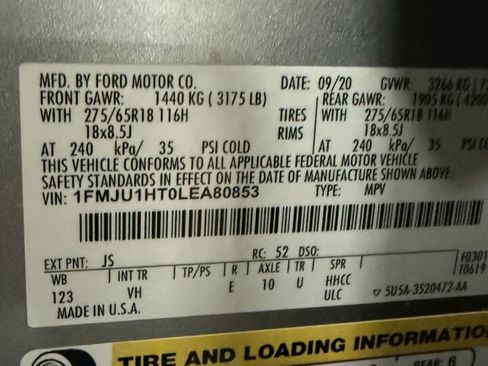 MFD. BY FORD MOTOR CO. DATE: 09/20 GVWR: 3266 KG
FRONT GAWR: 1440 KG ( 3175 LB) REAR GAWR: 1905 KG
WITH 275/65R18 116H TIRES WITH 275/65R18 116H
18x8.5J RIMS 18x8.5J
AT 240 kPa/ 35 PSI COLD AT 240 kPa/ 35 PSI
THIS VEHICLE CONFORMS TO ALL APPLICABLE FEDERAL MOTOR VEHICLE
SAFETY STANDARDS IN EFFECT ON THE DATE OF MANUFACTURE SHOWN ABOVE.
VIN: 1FMJU1HT0LEA80853 TYPE: MPV
EXT PNT: JS RC: 52 DSO: F0301
WB INT TR TP/PS R AXLE TR SPR T0619
123 VH E 10 U HHCC
ULC 5U5A-3520472-AA
MADE IN U.S.A.
TIRE AND LOADING INFORMATION
REAR: 6